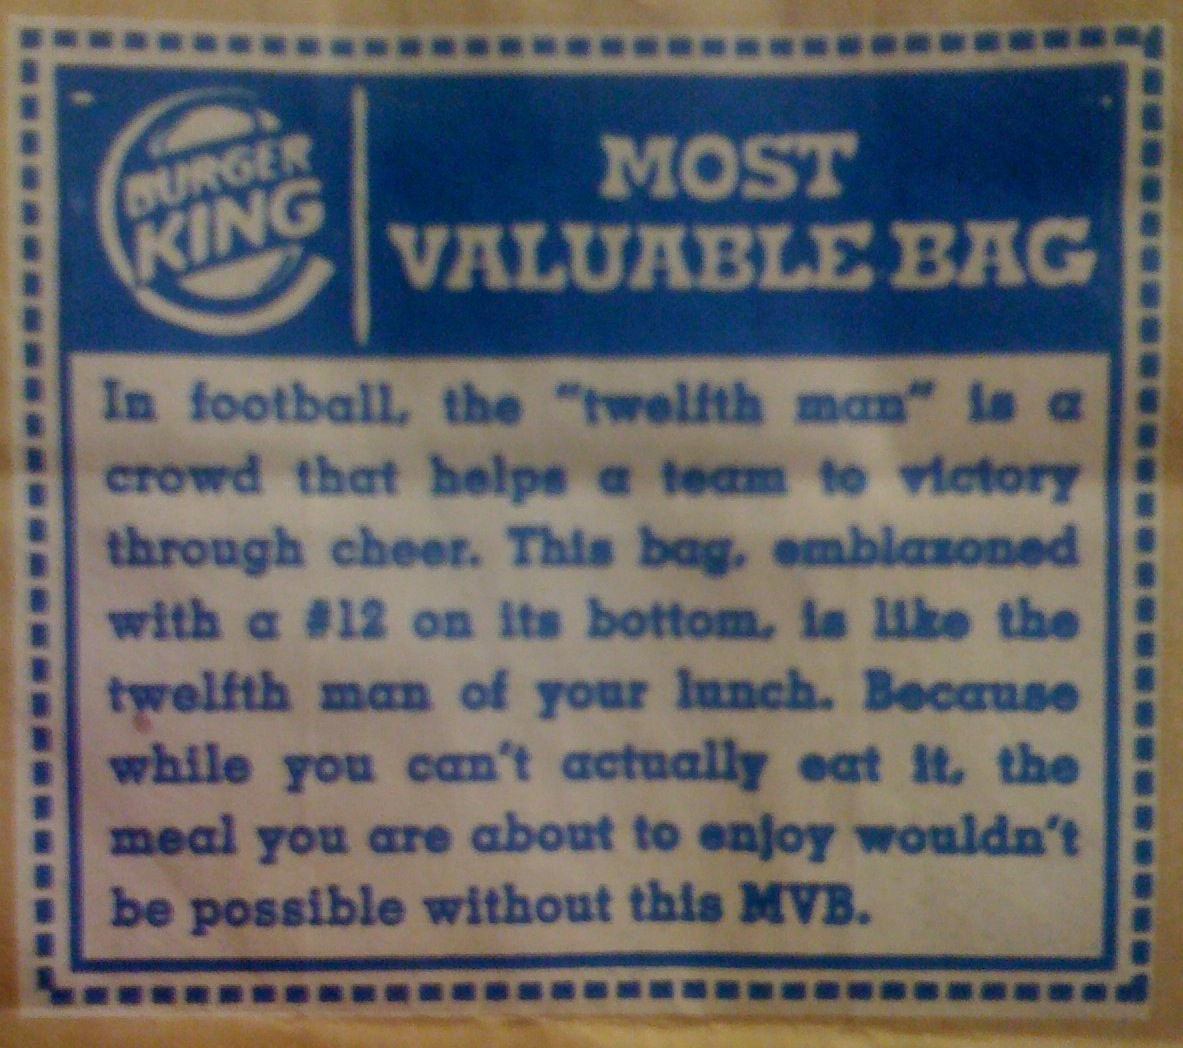 BURGER
KING
MOST
VALUABLE BAG
In football, the "twelfth man" is a
crowd that helps a team to victory
through cheer. This bag, emblazoned
with a #12 on its bottom, is like the
twelfth man of your lunch. Because
while you can't actually eat it, the
meal you are about to enjoy wouldn't
be possible without this MVB.